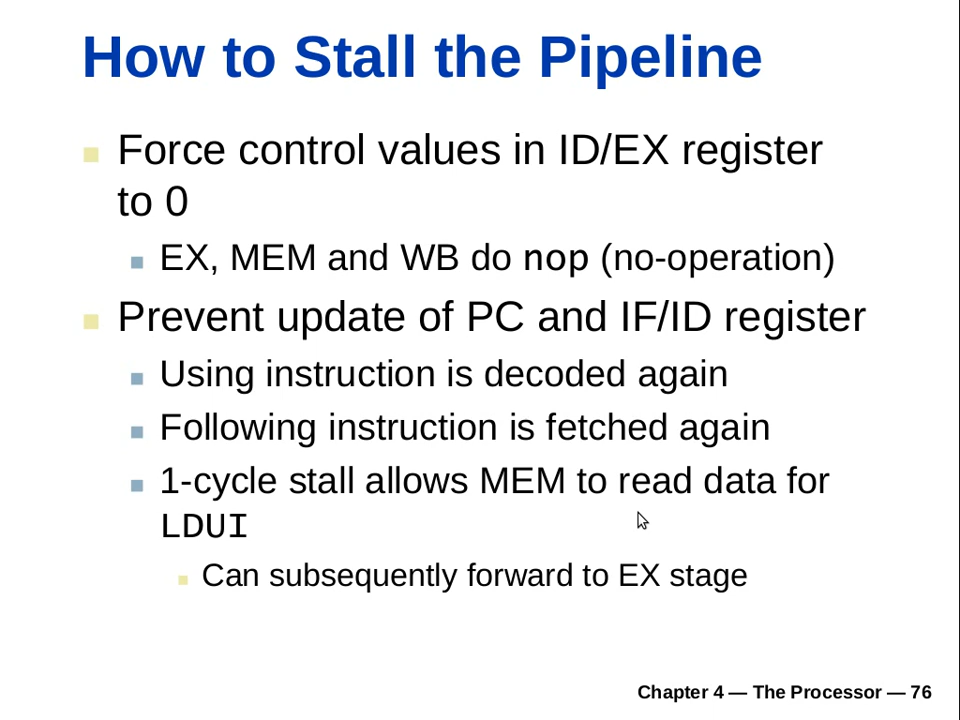 How to Stall the Pipeline
Force control values in ID/EX register
to 0
EX, MEM and WB do nop (no-operation)
Prevent update of PC and IF/ID register
Using instruction is decoded again
Following instruction is fetched again
1-cycle stall allows MEM to read data for
LDUI
Can subsequently forward to EX stage
Chapter 4 — The Processor — 76